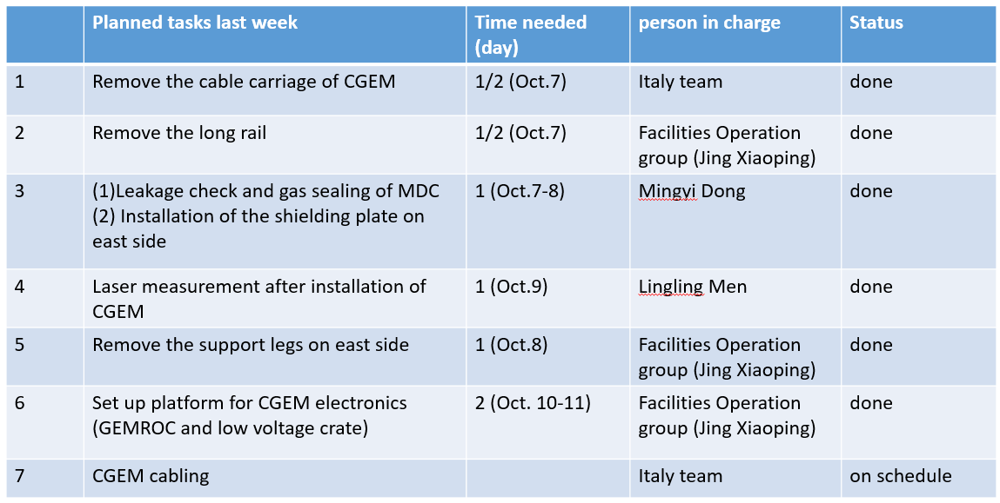 Planned tasks last week
Time needed
(day)
person in charge
Status
1
Remove the cable carriage of CGEM
1/2 (Oct.7)
Italy team
done
2
Remove the long rail
1/2 (Oct.7)
Facilities Operation
group (Jing Xiaoping)
done
3
(1)Leakage check and gas sealing of MDC
(2) Installation of the shielding plate on
east side
1 (Oct.7-8)
Mingyi Dong
done
4
Laser measurement after installation of
CGEM
1 (Oct.9)
Lingling Men
done
5
Remove the support legs on east side
1 (Oct.8)
Facilities Operation
group (Jing Xiaoping)
done
6
Set up platform for CGEM electronics
(GEMROC and low voltage crate)
2 (Oct. 10-11)
Facilities Operation
group (Jing Xiaoping)
done
7
CGEM cabling
Italy team
on schedule